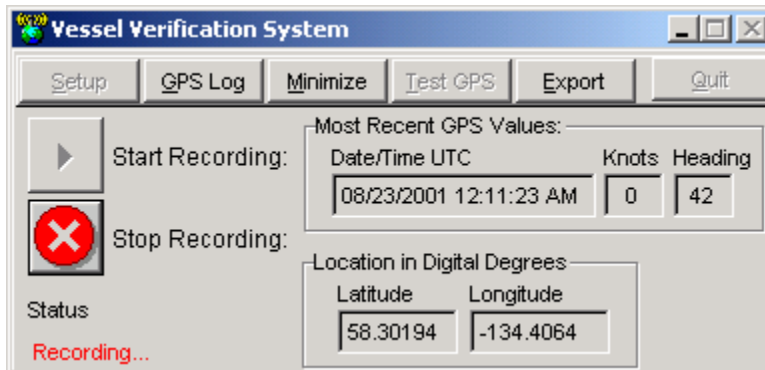 Vessel Verification System
Setup GPS Log Minimize Test GPS Export Quit
Most Recent GPS Values:
Start Recording: Date/Time UTC Knots Heading
08/23/2001 12:11:23 AM 0 42
Stop Recording:
Location in Digital Degrees
Latitude Longitude
Status
58.30194 -134.4064
Recording...